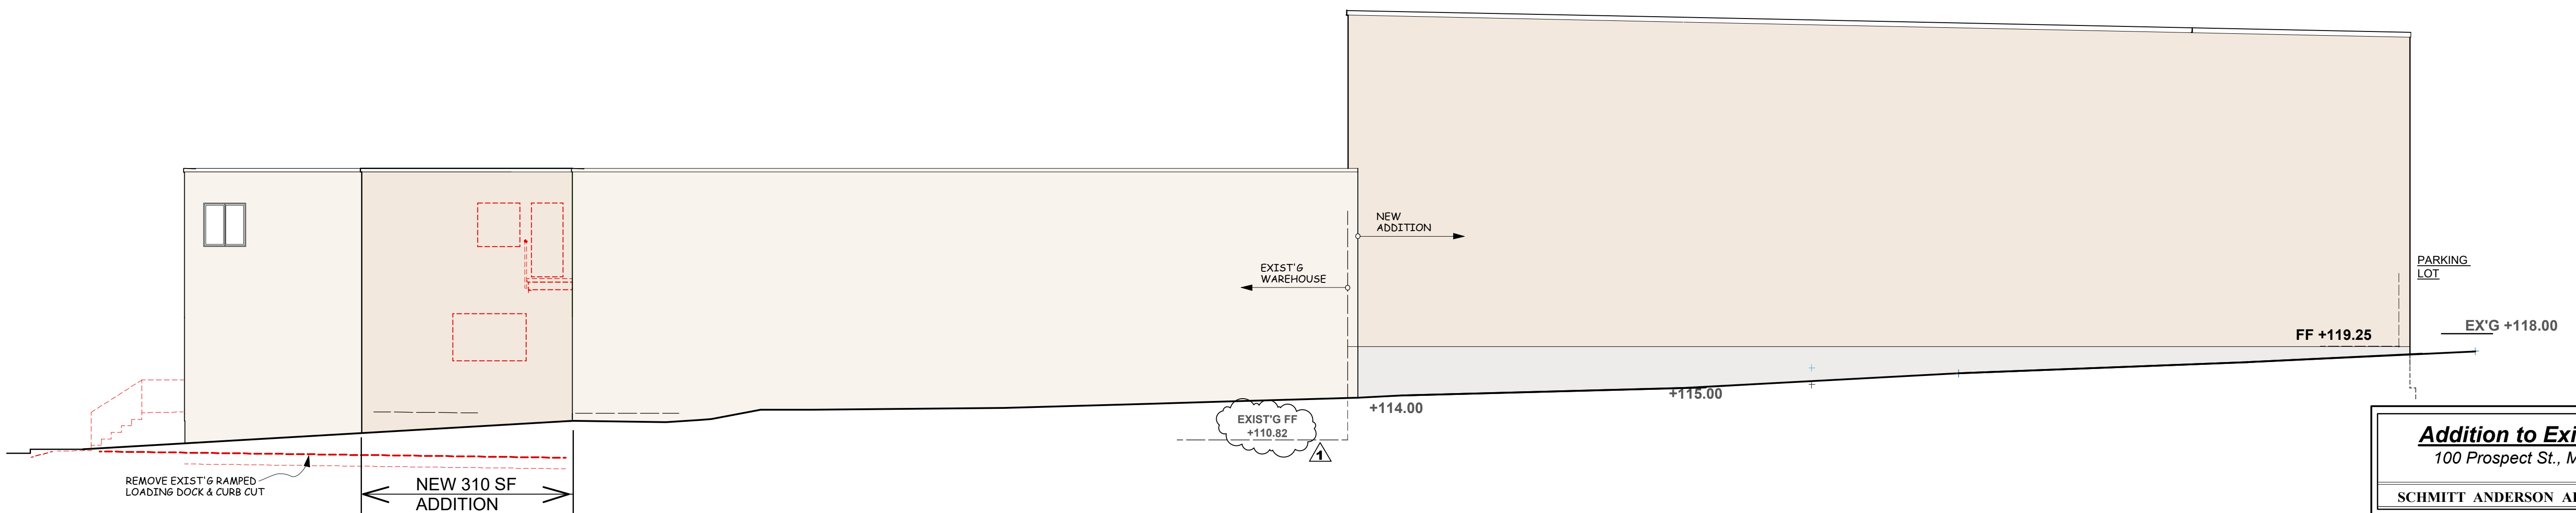 NEW
ADDITION
EXIST'G
WAREHOUSE
PARKING
LOT
FF +119.25
EX'G +118.00
+115.00
+114.00
EXIST'G FF
+110.82
1
REMOVE EXIST'G RAMPED
LOADING DOCK & CURB CUT
NEW 310 SF
ADDITION
Addition to
100 Prospect St.,
SCHMITT ANDERSON